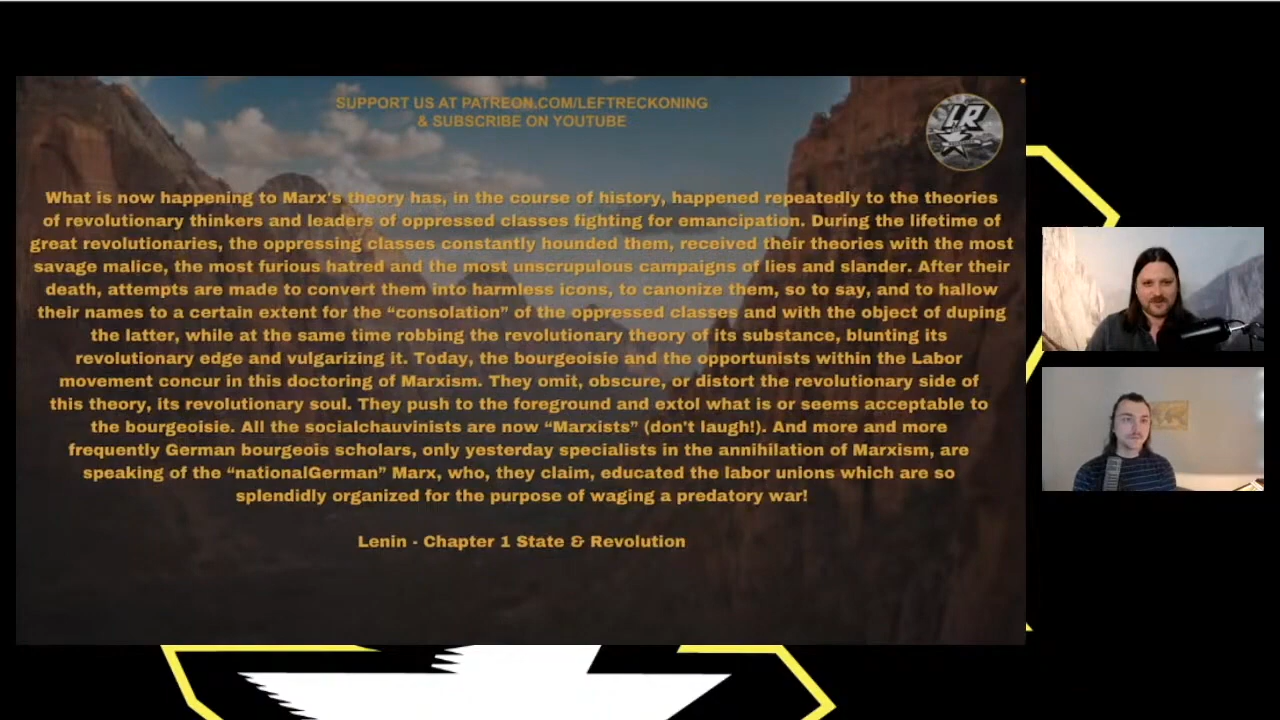 SUPPORT US AT PATREON.COM/LEFTRECKONING
& SUBSCRIBE ON YOUTUBE
LR
What is now happening to Marx's theory has, in the course of history, happened repeatedly to the theories
of revolutionary thinkers and leaders of oppressed classes fighting for emancipation. During the lifetime of
great revolutionaries, the oppressing classes constantly hounded them, received their theories with the most
savage malice, the most furious hatred and the most unscrupulous campaigns of lies and slander. After their
death, attempts are made to convert them into harmless icons, to canonize them, so to say, and to hallow
their names to a certain extent for the “consolation” of the oppressed classes and with the object of duping
the latter, while at the same time robbing the revolutionary theory of its substance, blunting its
revolutionary edge and vulgarizing it. Today, the bourgeoisie and the opportunists within the Labor
movement concur in this doctoring of Marxism. They omit, obscure, or distort the revolutionary side of
this theory, its revolutionary soul. They push to the foreground and extol what is or seems acceptable to
the bourgeoisie. All the socialchauvinists are now “Marxists” (don't laugh!). And more and more
frequently German bourgeois scholars, only yesterday specialists in the annihilation of Marxism, are
speaking of the “nationalGerman” Marx, who, they claim, educated the labor unions which are so
splendidly organized for the purpose of waging a predatory war!
Lenin - Chapter 1 State & Revolution